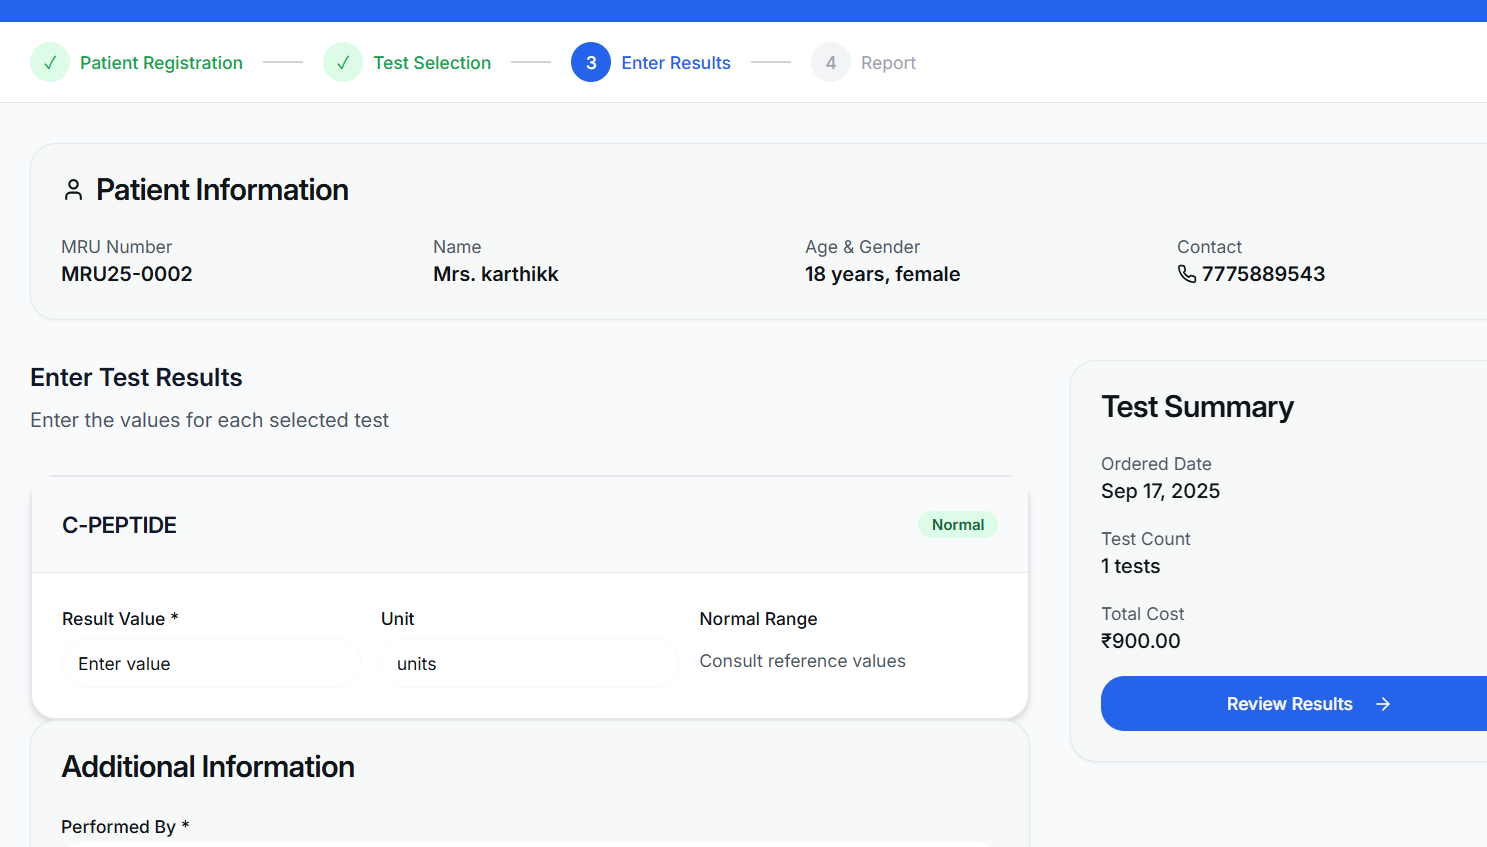 ✓ Patient Registration
✓ Test Selection
3 Enter Results
4 Report
Patient Information
MRU Number
MRU25-0002
Name
Mrs. karthikk
Age & Gender
18 years, female
Contact
7775889543
Enter Test Results
Enter the values for each selected test
C-PEPTIDE
Normal
Result Value *
Enter value
Unit
units
Normal Range
Consult reference values
Additional Information
Performed By *
Test Summary
Ordered Date
Sep 17, 2025
Test Count
1 tests
Total Cost
₹900.00
Review Results →